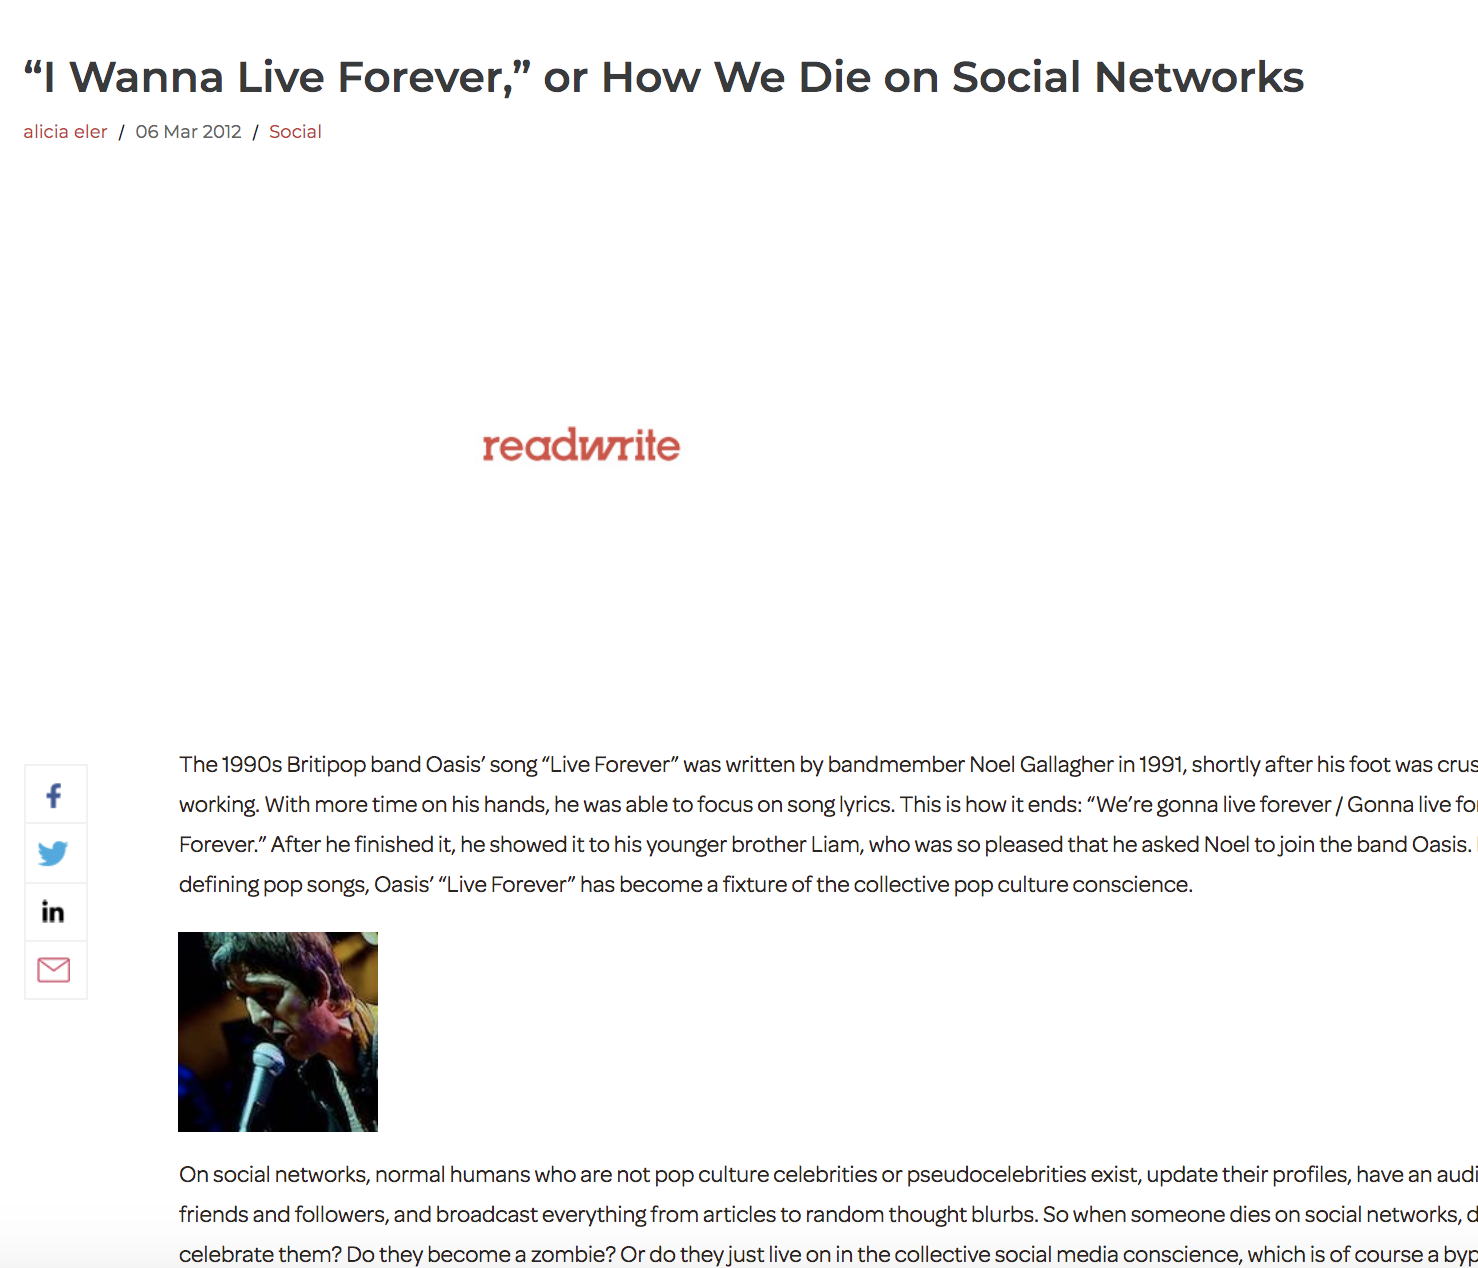 “I Wanna Live Forever,” or How We Die on Social Networks
alicia eler / 06 Mar 2012 / Social
readwrite
The 1990s Britipop band Oasis’ song “Live Forever” was written by bandmember Noel Gallagher in 1991, shortly after his foot was crus
working. With more time on his hands, he was able to focus on song lyrics. This is how it ends: “We’re gonna live forever / Gonna live fo
Forever.” After he finished it, he showed it to his younger brother Liam, who was so pleased that he asked Noel to join the band Oasis.
defining pop songs, Oasis’ “Live Forever” has become a fixture of the collective pop culture conscience.
On social networks, normal humans who are not pop culture celebrities or pseudocelebrities exist, update their profiles, have an audi
friends and followers, and broadcast everything from articles to random thought blurbs. So when someone dies on social networks, d
celebrate them? Do they become a zombie? Or do they just live on in the collective social media conscience, which is of course a byp